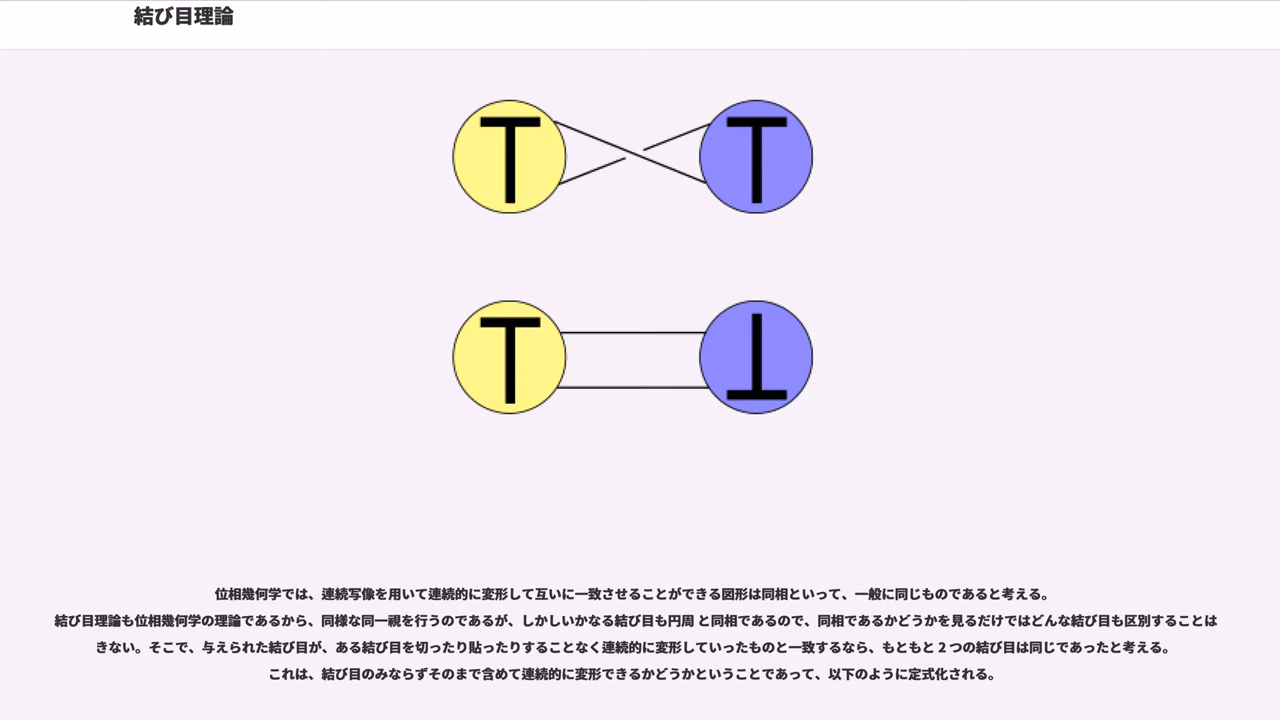 結び目理論
T T
T ⊥
位相幾何学では、連続写像を用いて連続的に変形して互いに一致させることができる図形は同相といって、一般に同じものであると考える。
結び目理論も位相幾何学の理論であるから、同様な同一視を行うのであるが、しかしいかなる結び目も円周 と同相であるので、同相であるかどうかを見るだけではどんな結び目も区別することは
きない。そこで、与えられた結び目が、ある結び目を切ったり貼ったりすることなく連続的に変形していったものと一致するなら、もともと 2 つの結び目は同じであったと考える。
これは、結び目のみならずそのまで含めて連続的に変形できるかどうかということであって、以下のように定式化される。